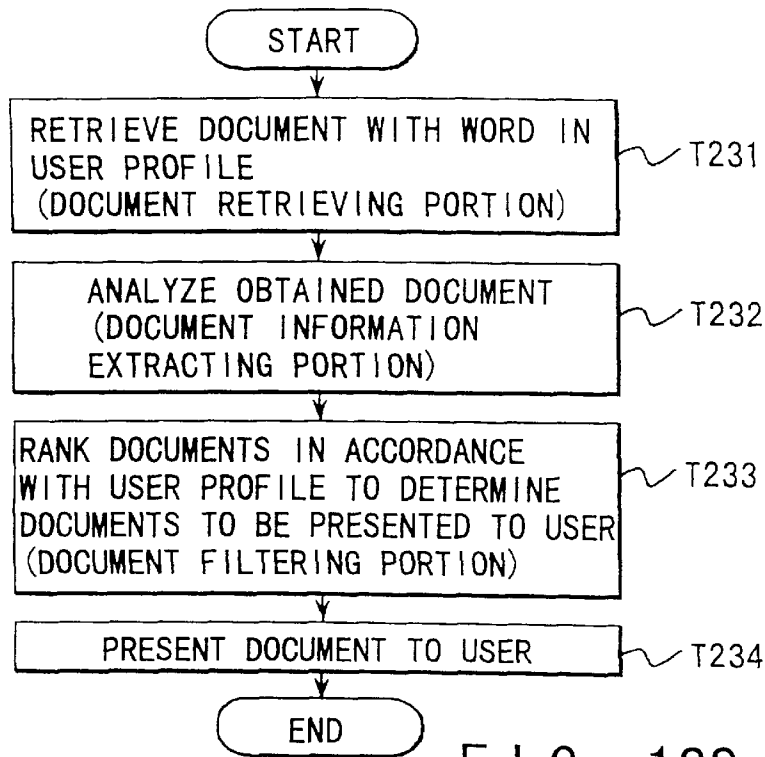 START
RETRIEVE DOCUMENT WITH WORD IN
USER PROFILE
(DOCUMENT RETRIEVING PORTION)
T231
ANALYZE OBTAINED DOCUMENT
(DOCUMENT INFORMATION
EXTRACTING PORTION)
T232
RANK DOCUMENTS IN ACCORDANCE
WITH USER PROFILE TO DETERMINE
DOCUMENTS TO BE PRESENTED TO USER
(DOCUMENT FILTERING PORTION)
T233
PRESENT DOCUMENT TO USER
T234
END